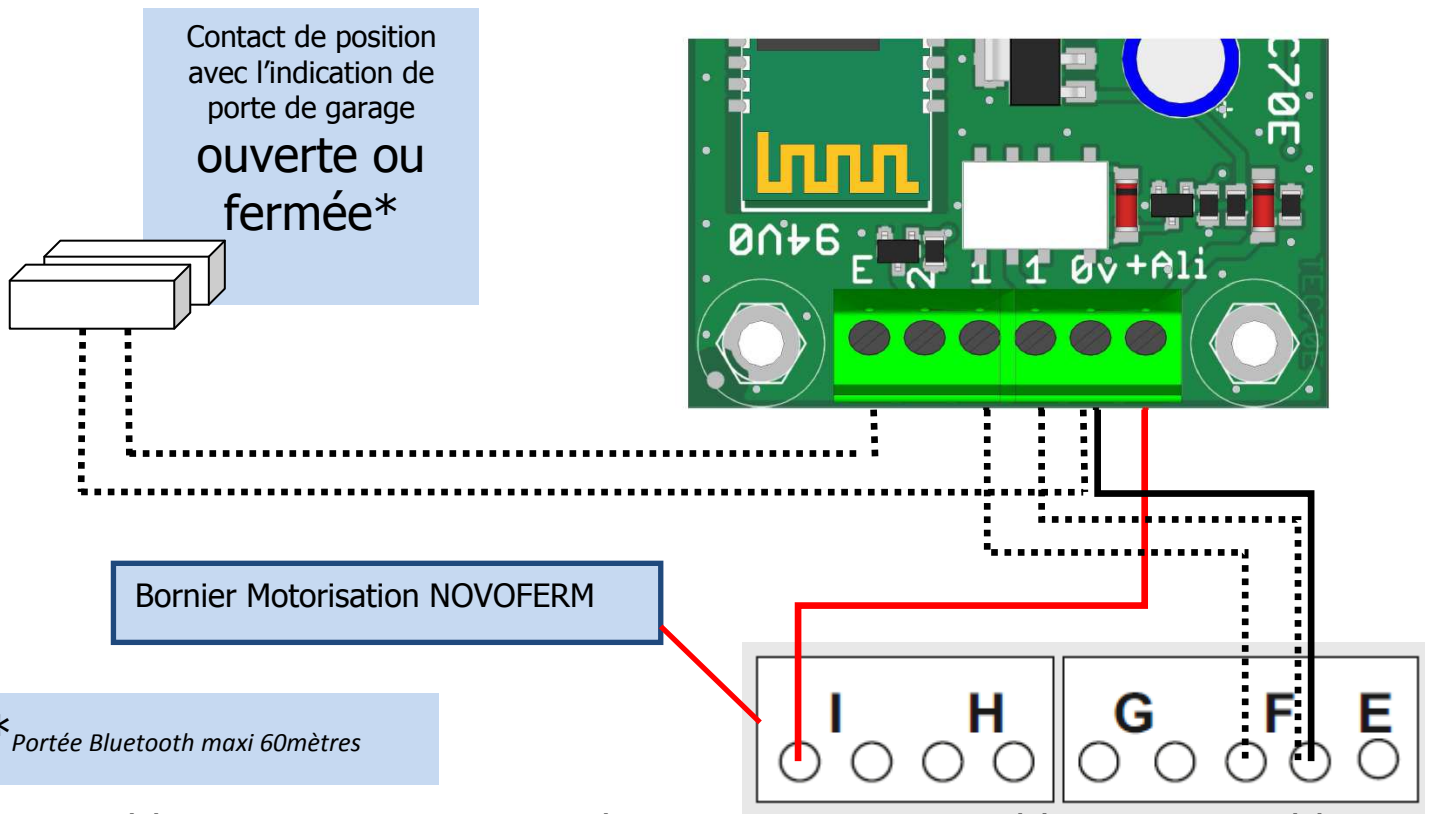 Contact de position
avec l’indication de
porte de garage
ouverte ou
fermée*
C70E
94V0
E 2 1 1 0v +Ali
Bornier Motorisation NOVOFERM
I H G F E
*Portée Bluetooth maxi 60mètres